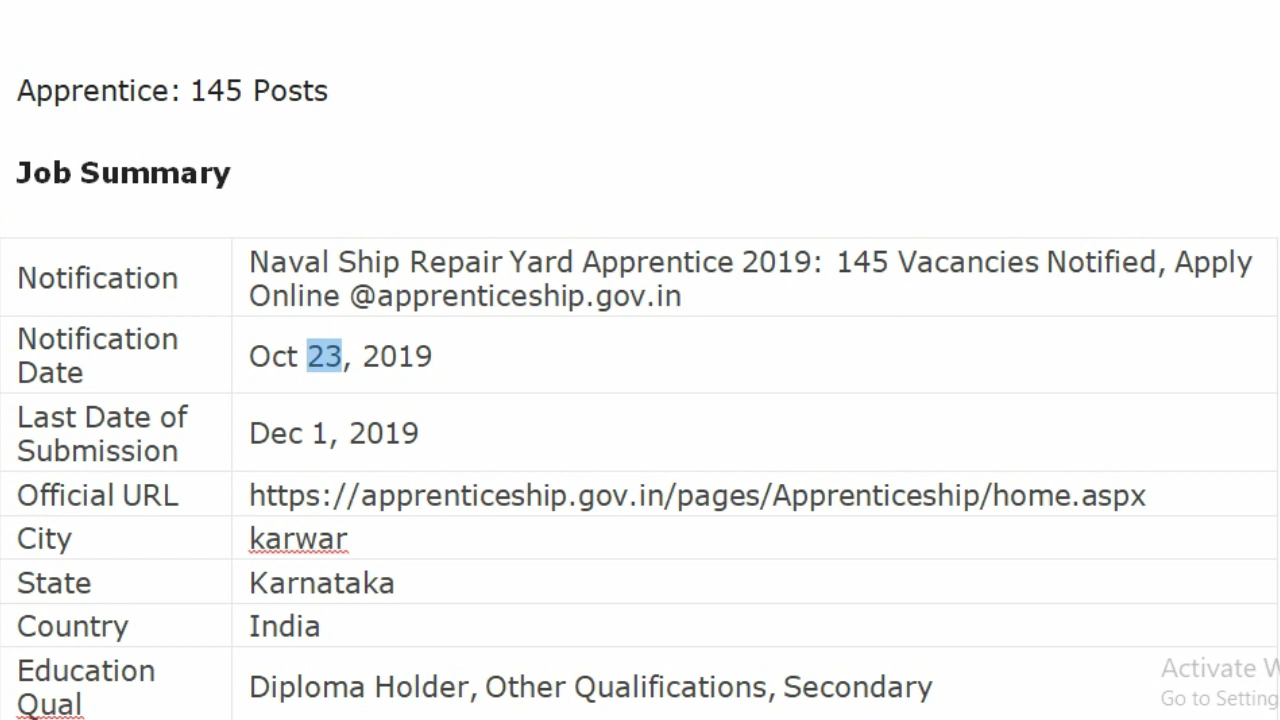 Apprentice: 145 Posts
Job Summary
Notification
Naval Ship Repair Yard Apprentice 2019: 145 Vacancies Notified, Apply
Online @apprenticeship.gov.in
Notification
Date
Oct 23, 2019
Last Date of
Submission
Dec 1, 2019
Official URL
https://apprenticeship.gov.in/pages/Apprenticeship/home.aspx
City
karwar
State
Karnataka
Country
India
Education
Qual
Diploma Holder, Other Qualifications, Secondary
Activate W
Go to Setting